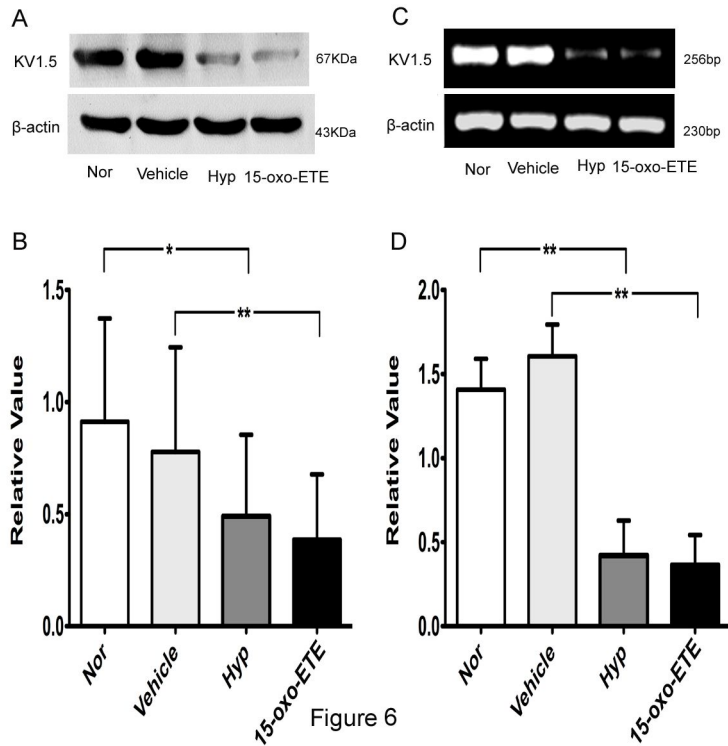 A
KV1.5 67KDa
β-actin 43KDa
Nor Vehicle Hyp 15-oxo-ETE
C
KV1.5 256bp
β-actin 230bp
Nor Vehicle Hyp 15-oxo-ETE
B
*
**
1.5
1.0
0.5
0.0
Relative Value
Nor Vehicle Hyp 15-oxo-ETE
D
**
**
2.0
1.5
1.0
0.5
0.0
Relative Value
Nor Vehicle Hyp 15-oxo-ETE
Figure 6